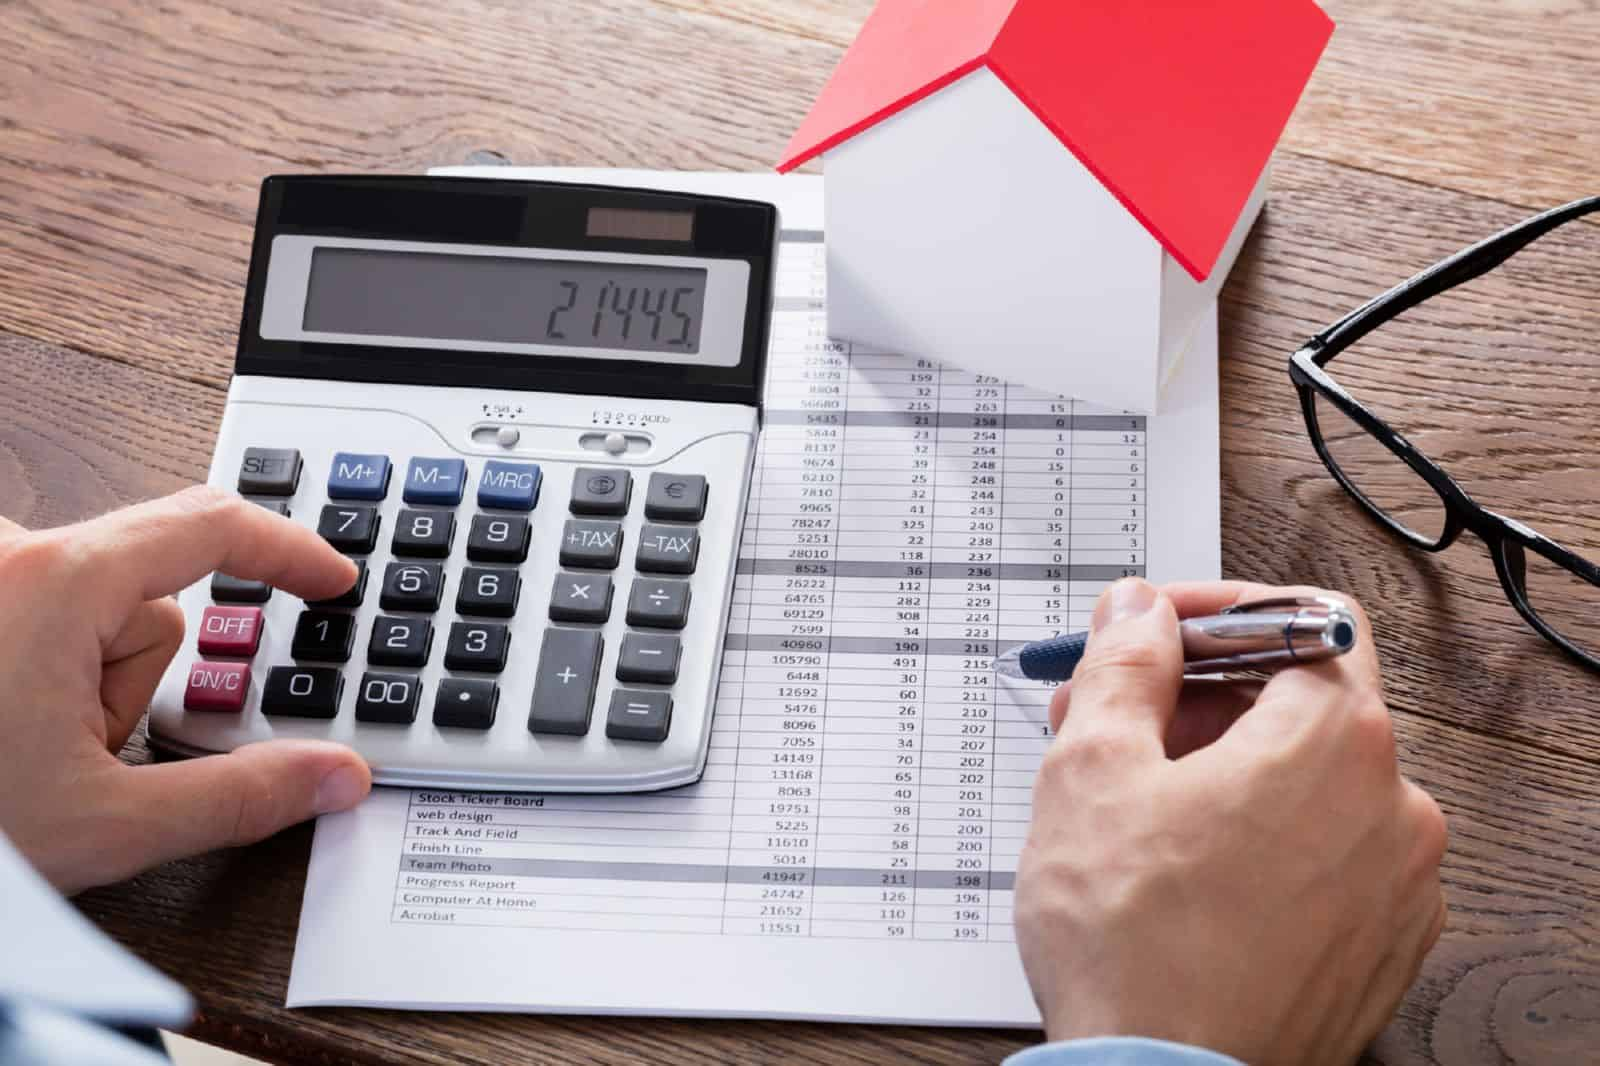 21445.
↑ 5/4 ↓
SET M+ M− MRC $ €
7 8 9 +TAX −TAX
5 6 × ÷
OFF 1 2 3 + −
ON/C 0 00 • =
64306
22546 81
43879 159 275
8804 32 275
56680 215 263 15
5435 21 258 0 1
5844 23 254 1 12
8137 32 254 0 4
9674 39 248 15 6
6210 25 248 6 2
7810 32 244 0 1
9965 41 243 0 1
78247 325 240 35 47
5251 22 238 4 3
28010 118 237 0 1
8525 36 236 15 12
26222 112 234 6
64765 282 229 15
69129 308 224 15
7599 34 223 7
40960 190 215
105790 491 215
6448 30 214
12692 60 211
5476 26 210
8096 39 207
7055 34 207
14149 70 202
13168 65 202
8063 40 201
Stock Ticker Board 19751 98 201
web design 5225 26 200
Track And Field 11610 58 200
Finish Line 5014 25 200
Team Photo 41947 211 198
Progress Report 24742 126 196
Computer At Home 21652 110 196
Acrobat 11551 59 195